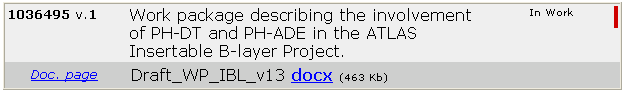 1036495 v.1 Work package describing the involvement In Work
of PH-DT and PH-ADE in the ATLAS
Insertable B-layer Project.
Doc. page Draft_WP_IBL_v13 docx (463 Kb)